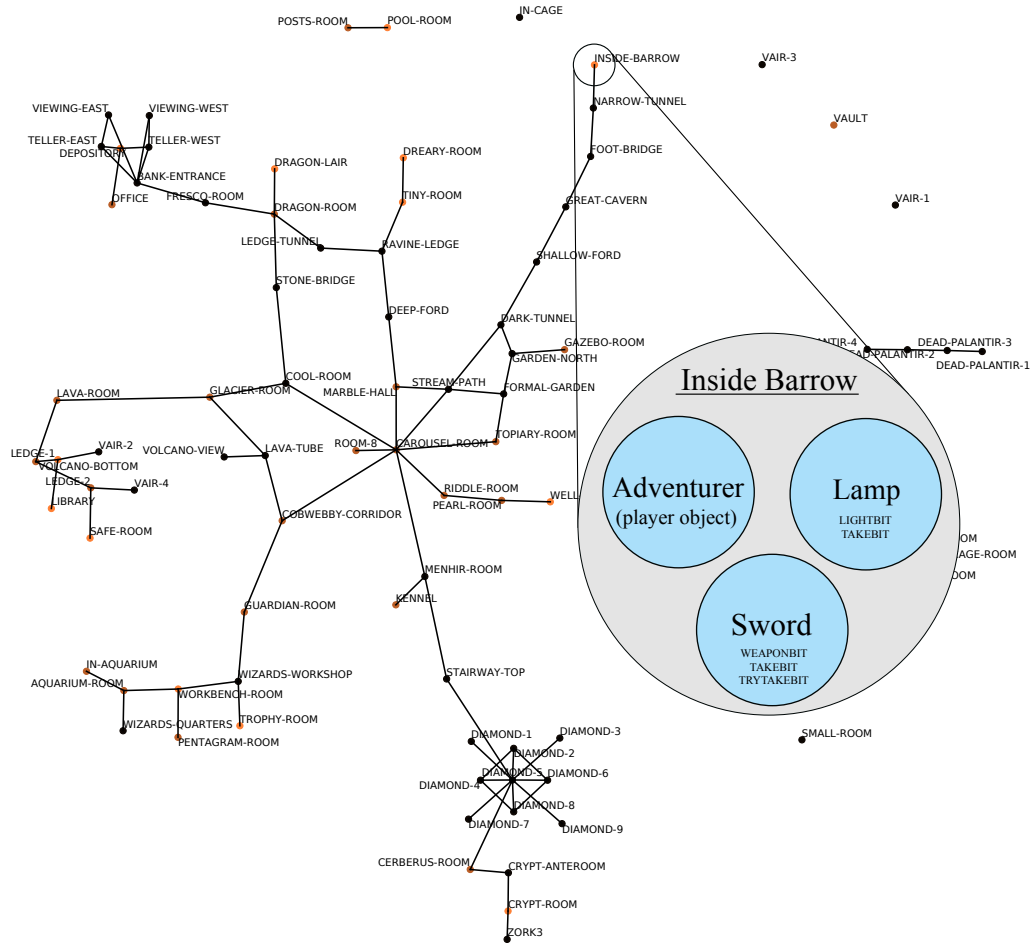 IN-CAGE
POSTS-ROOM
POOL-ROOM
INSIDE-BARROW
VAIR-3
VIEWING-EAST
VIEWING-WEST
NARROW-TUNNEL
VAULT
TELLER-EAST
TELLER-WEST
DEPOSITORY
DREARY-ROOM
FOOT-BRIDGE
DRAGON-LAIR
BANK-ENTRANCE
OFFICE
FRESCO-ROOM
TINY-ROOM
GREAT-CAVERN
VAIR-1
DRAGON-ROOM
LEDGE-TUNNEL
RAVINE-LEDGE
SHALLOW-FORD
STONE-BRIDGE
DEEP-FORD
DARK-TUNNEL
GAZEBO-ROOM
GARDEN-NORTH
DEAD-PALANTIR-3
DEAD-PALANTIR-1
Inside Barrow
COOL-ROOM
STREAM-PATH
MARBLE-HALL
FORMAL-GARDEN
LAVA-ROOM
GLACIER-ROOM
TOPIARY-ROOM
ROOM-8
CAROUSEL-ROOM
VAIR-2
VOLCANO-VIEW
LAVA-TUBE
LEDGE-1
VOLCANO-BOTTOM
LEDGE-2
VAIR-4
LIBRARY
RIDDLE-ROOM
PEARL-ROOM
WELL
Adventurer
(player object)
Lamp
LIGHTBIT
TAKEBIT
SAFE-ROOM
COBWEBBY-CORRIDOR
OOM
AGE-ROOM
OOM
MENHIR-ROOM
KENNEL
GUARDIAN-ROOM
Sword
WEAPONBIT
TAKEBIT
TRYTAKEBIT
IN-AQUARIUM
WIZARDS-WORKSHOP
STAIRWAY-TOP
AQUARIUM-ROOM
WORKBENCH-ROOM
WIZARDS-QUARTERS
TROPHY-ROOM
PENTAGRAM-ROOM
SMALL-ROOM
DIAMOND-1
DIAMOND-3
DIAMOND-2
DIAMOND-5
DIAMOND-6
DIAMOND-4
DIAMOND-8
DIAMOND-7
DIAMOND-9
CERBERUS-ROOM
CRYPT-ANTEROOM
CRYPT-ROOM
ZORK3